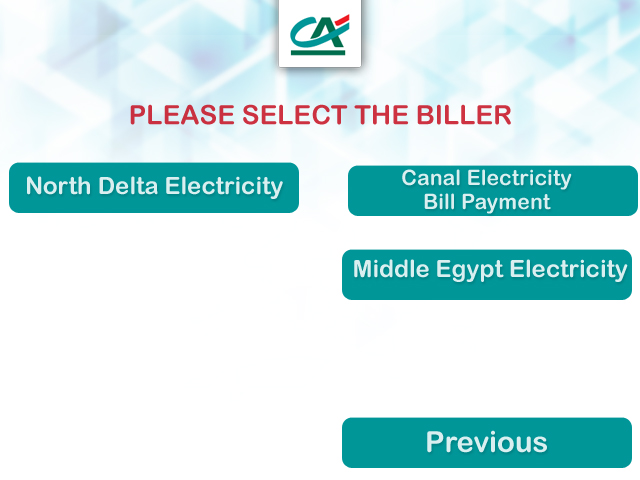 CA
PLEASE SELECT THE BILLER
North Delta Electricity
Canal Electricity
Bill Payment
Middle Egypt Electricity
Previous